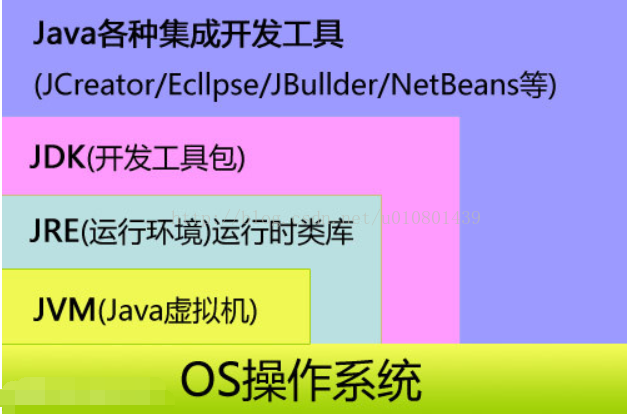 Java各种集成开发工具
(JCreator/Ecllpse/JBullder/NetBeans等)
JDK(开发工具包)
http://blog.csdn.net/u010801439
JRE(运行环境)运行时类库
JVM(Java虚拟机)
OS操作系统